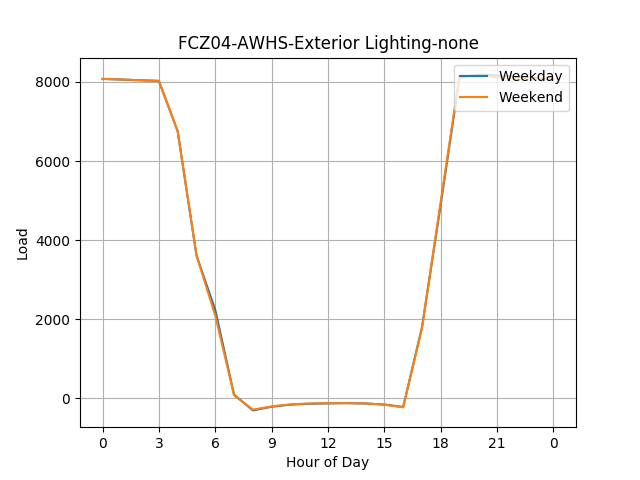 FCZ04-AWHS-Exterior Lighting-none
Weekday
Weekend
8000
6000
4000
2000
0
Load
0 3 6 9 12 15 18 21 0
Hour of Day